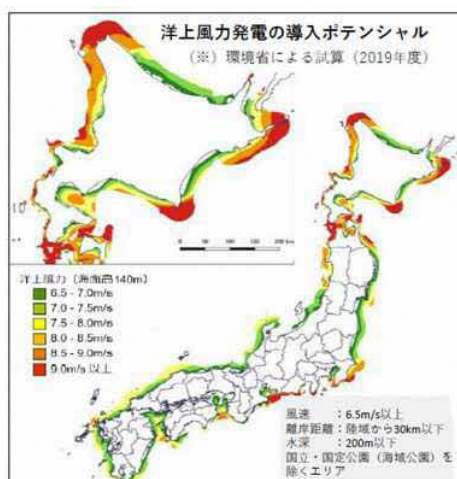 洋上風力発電の導入ポテンシャル
(※) 環境省による試算(2019年度)
洋上風力(海面高140m)
6.5 - 7.0m/s
7.0 - 7.5m/s
7.5 - 8.0m/s
8.0 - 8.5m/s
8.5 - 9.0m/s
9.0m/s 以上
風速　　:6.5m/s以上
離岸距離:陸域から30km以下
水深　　:200m以下
国立・国定公園(海域公園)を
除くエリア